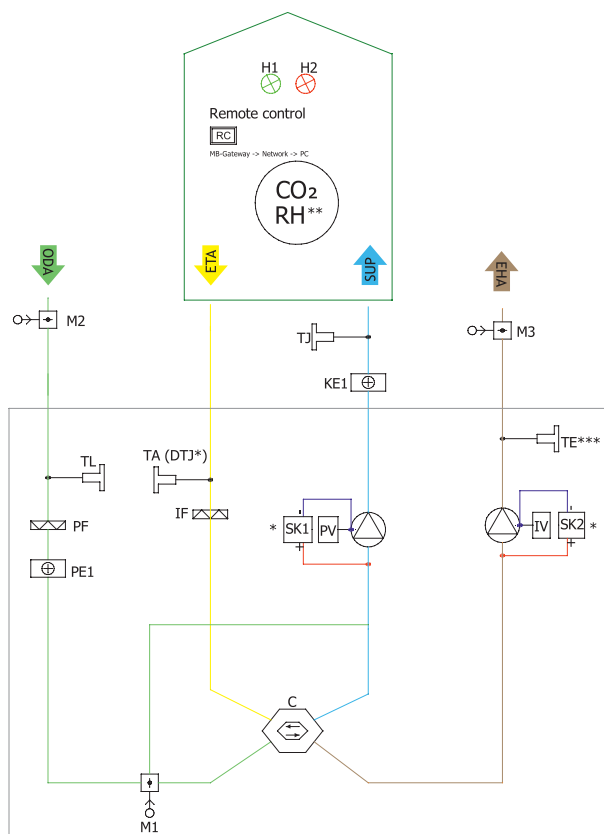 H1 H2
Remote control
RC
MB-Gateway -> Network -> PC
CO₂
RH**
ODA
ETA
SUP
EHA
M2
M3
TJ
KE1
TL
TA (DTJ*)
TE***
IF
PF
* SK1 PV
- +
IV SK2 *
- +
PE1
C
M1